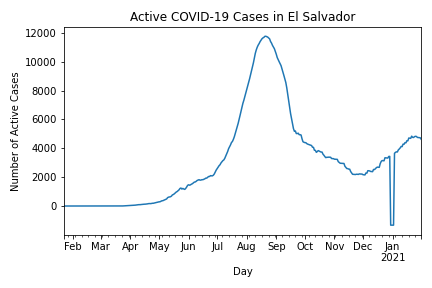 Active COVID-19 Cases in El Salvador
12000
10000
8000
6000
4000
2000
0
Number of Active Cases
Feb Mar Apr May Jun Jul Aug Sep Oct Nov Dec Jan
2021
Day